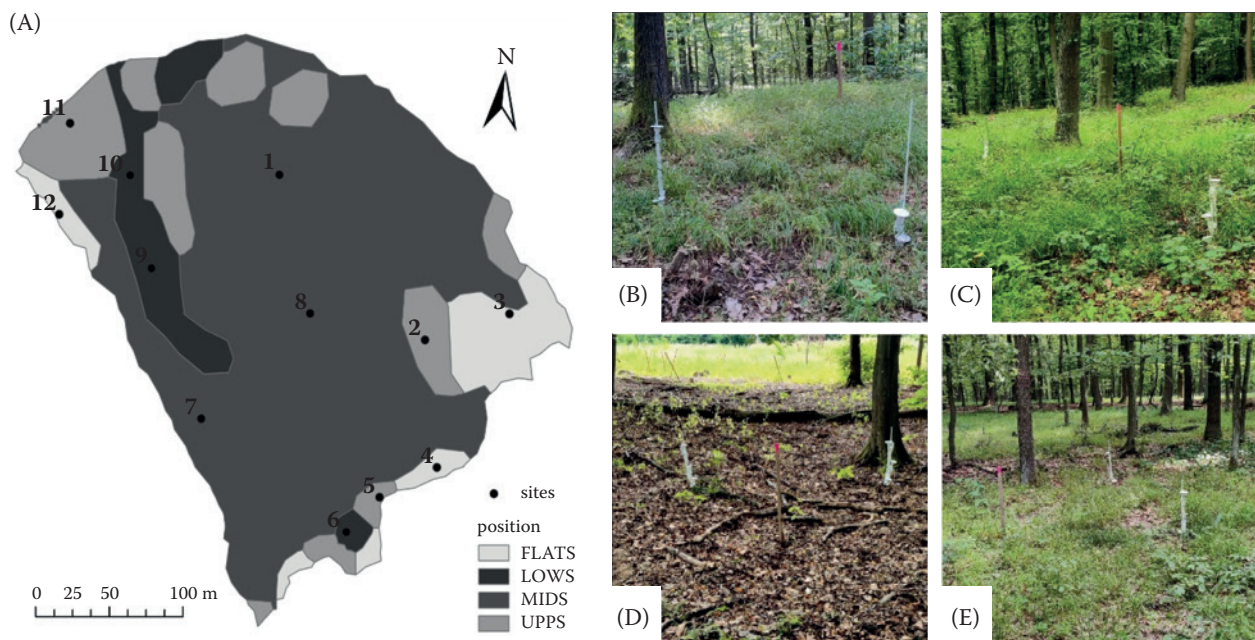 (A)
N
11
10
1
12
9
8
3
2
7
4
5
6
sites
position
FLATS
LOWS
MIDS
UPPS
0 25 50 100 m
(B)
(C)
(D)
(E)